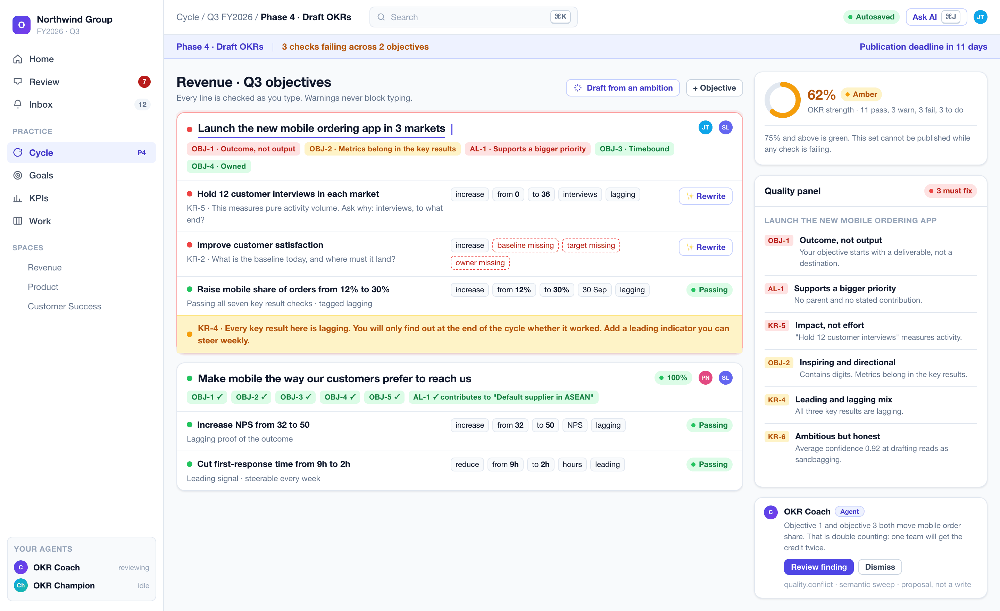 O
Northwind Group
FY2026 · Q3
Home
Review 7
Inbox 12
PRACTICE
Cycle P4
Goals
KPIs
Work
SPACES
Revenue
Product
Customer Success
YOUR AGENTS
C OKR Coach reviewing
Ch OKR Champion idle
Cycle / Q3 FY2026 / Phase 4 · Draft OKRs
Search ⌘K
Autosaved
Ask AI ⌘J
JT
Phase 4 · Draft OKRs
3 checks failing across 2 objectives
Publication deadline in 11 days
Revenue · Q3 objectives
Every line is checked as you type. Warnings never block typing.
Draft from an ambition
+ Objective
Launch the new mobile ordering app in 3 markets
JT SL
OBJ-1 · Outcome, not output OBJ-2 · Metrics belong in the key results AL-1 · Supports a bigger priority OBJ-3 · Timebound
OBJ-4 · Owned
Hold 12 customer interviews in each market
KR-5 · This measures pure activity volume. Ask why: interviews, to what
end?
increase from 0 to 36 interviews lagging
✨ Rewrite
Improve customer satisfaction
KR-2 · What is the baseline today, and where must it land?
increase baseline missing target missing
owner missing
✨ Rewrite
Raise mobile share of orders from 12% to 30%
Passing all seven key result checks · tagged lagging
increase from 12% to 30% 30 Sep lagging
Passing
KR-4 · Every key result here is lagging. You will only find out at the end of the cycle whether it worked. Add a leading indicator you can
steer weekly.
Make mobile the way our customers prefer to reach us
100% PN SL
OBJ-1 ✓ OBJ-2 ✓ OBJ-3 ✓ OBJ-4 ✓ OBJ-5 ✓ AL-1 ✓ contributes to "Default supplier in ASEAN"
Increase NPS from 32 to 50
Lagging proof of the outcome
increase from 32 to 50 NPS lagging
Passing
Cut first-response time from 9h to 2h
Leading signal · steerable every week
reduce from 9h to 2h hours leading
Passing
62% Amber
OKR strength · 11 pass, 3 warn, 3 fail, 3 to do
75% and above is green. This set cannot be published while
any check is failing.
Quality panel
3 must fix
LAUNCH THE NEW MOBILE ORDERING APP
OBJ-1 Outcome, not output
Your objective starts with a deliverable, not a
destination.
AL-1 Supports a bigger priority
No parent and no stated contribution.
KR-5 Impact, not effort
"Hold 12 customer interviews" measures activity.
OBJ-2 Inspiring and directional
Contains digits. Metrics belong in the key results.
KR-4 Leading and lagging mix
All three key results are lagging.
KR-6 Ambitious but honest
Average confidence 0.92 at drafting reads as
sandbagging.
C OKR Coach Agent
Objective 1 and objective 3 both move mobile order
share. That is double counting: one team will get the
credit twice.
Review finding Dismiss
quality.conflict · semantic sweep · proposal, not a write